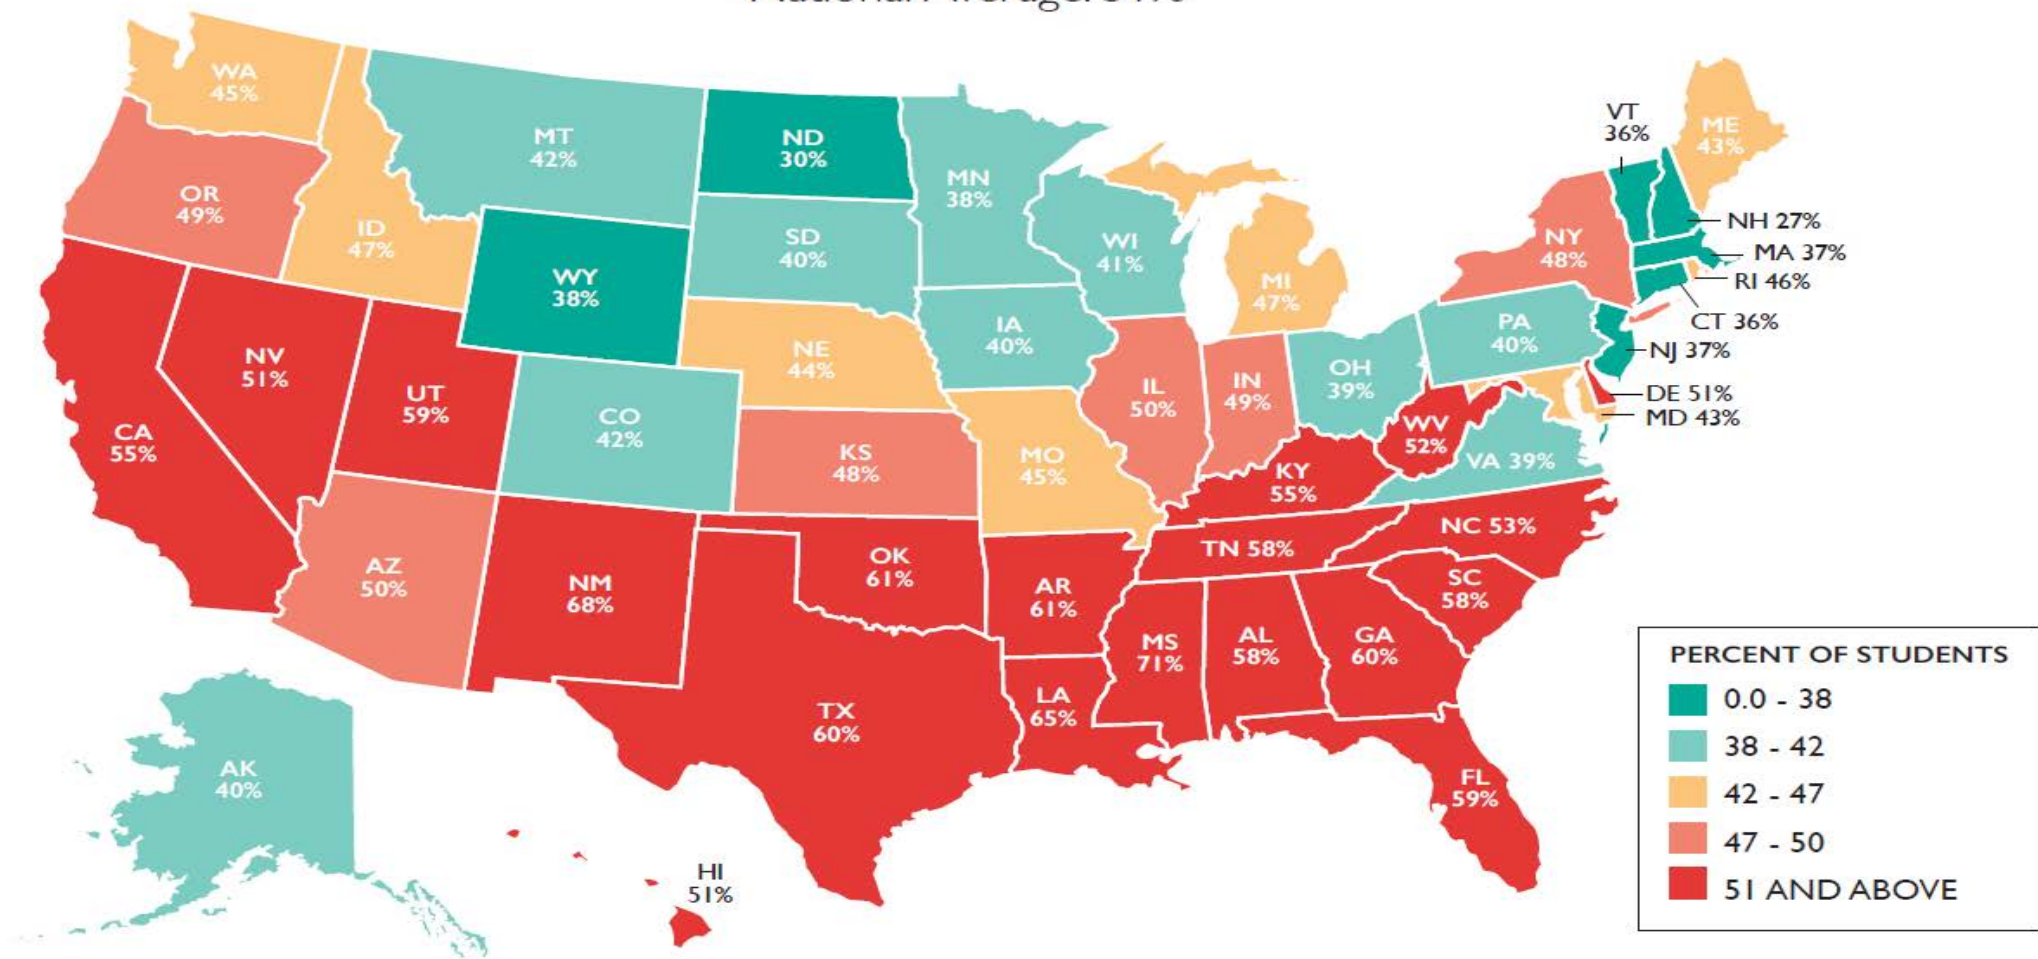 WA
45%
MT
42%
ND
30%
MN
38%
VT
36%
ME
43%
OR
49%
ID
47%
WY
38%
SD
40%
WI
41%
MI
47%
NY
48%
NH 27%
MA 37%
RI 46%
CT 36%
NJ 37%
DE 51%
MD 43%
NV
51%
UT
59%
CO
42%
NE
44%
IA
40%
IL
50%
IN
49%
OH
39%
PA
40%
CA
55%
KS
48%
MO
45%
KY
55%
WV
52%
VA 39%
AZ
50%
NM
68%
OK
61%
AR
61%
TN 58%
NC 53%
SC
58%
MS
71%
AL
58%
GA
60%
TX
60%
LA
65%
FL
59%
AK
40%
HI
51%
PERCENT OF STUDENTS
0.0 - 38
38 - 42
42 - 47
47 - 50
51 AND ABOVE